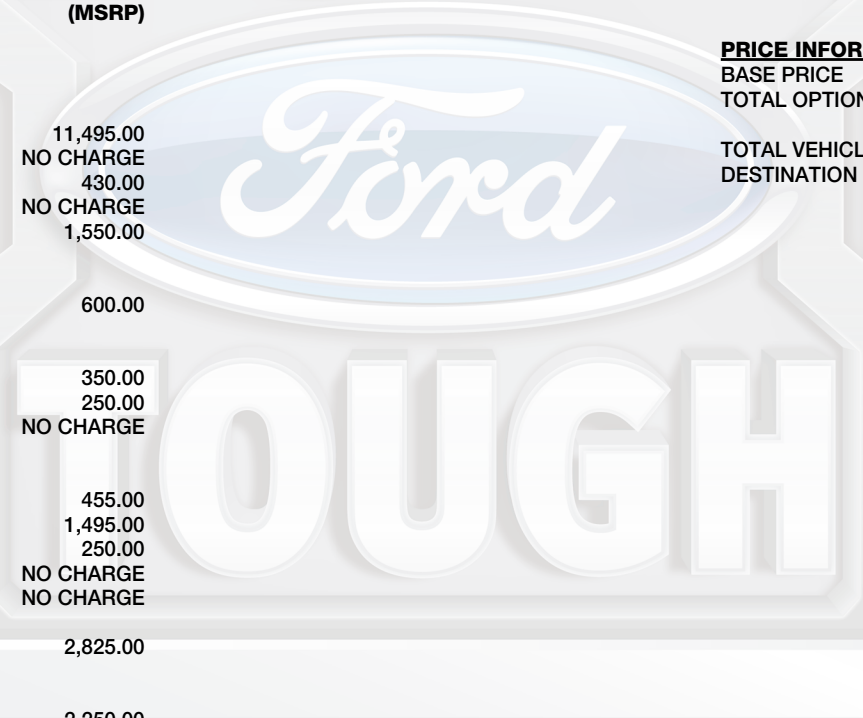 (MSRP)
11,495.00
NO CHARGE
430.00
NO CHARGE
1,550.00
600.00
350.00
250.00
NO CHARGE
455.00
1,495.00
250.00
NO CHARGE
NO CHARGE
2,825.00
PRICE INFOR
BASE PRICE
TOTAL OPTION
TOTAL VEHICL
DESTINATION
Ford
TOUGH